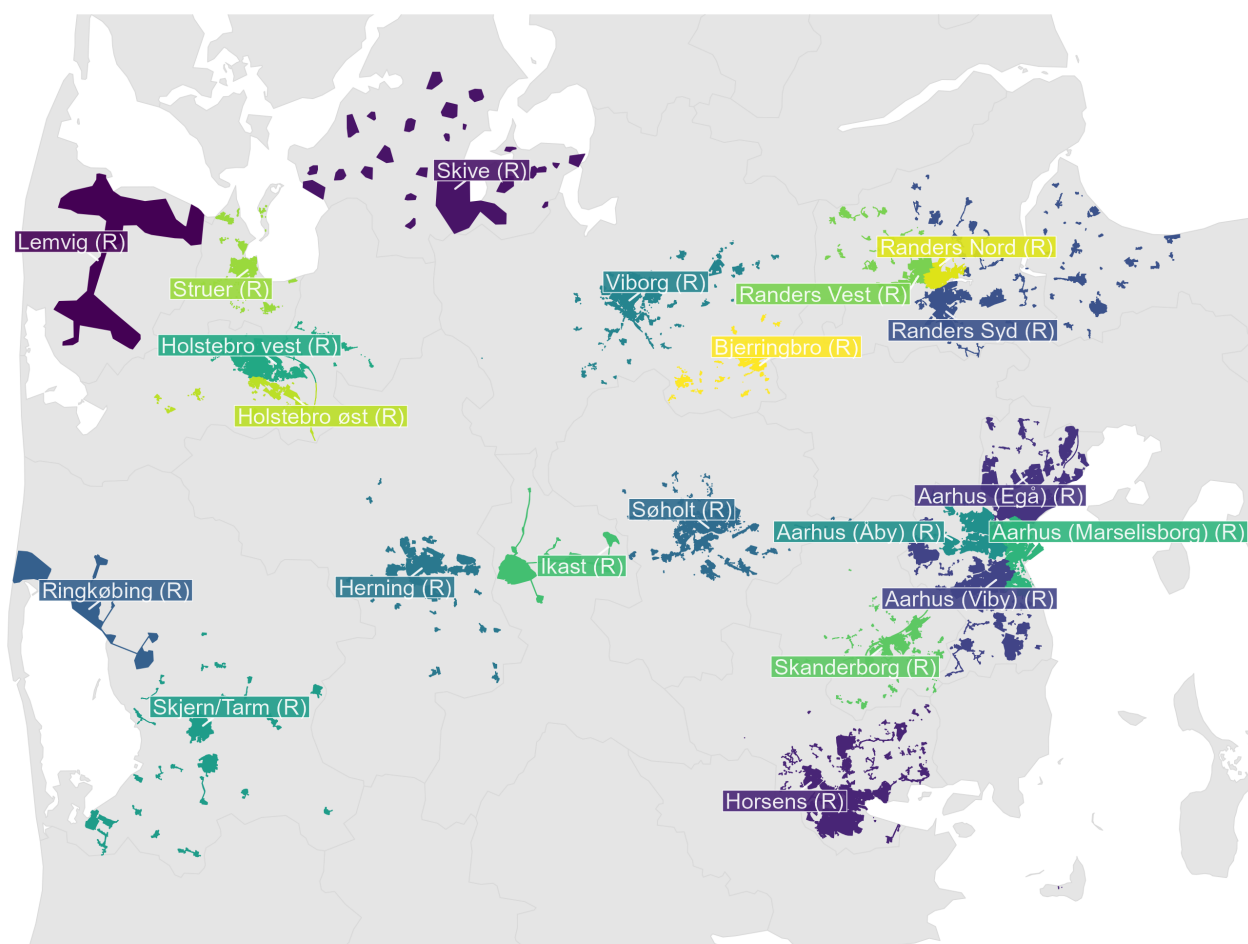 Skive (R)
Lemvig (R)
Randers Nord (R)
Struer (R)
Viborg (R)
Randers Vest (R)
Randers Syd (R)
Holstebro vest (R)
Bjerringbro (R)
Holstebro øst (R)
Aarhus (Egå) (R)
Søholt (R)
Aarhus (Åby) (R)
Aarhus (Marselisborg) (R)
Ikast (R)
Herning (R)
Ringkøbing (R)
Aarhus (Viby) (R)
Skanderborg (R)
Skjern/Tarm (R)
Horsens (R)